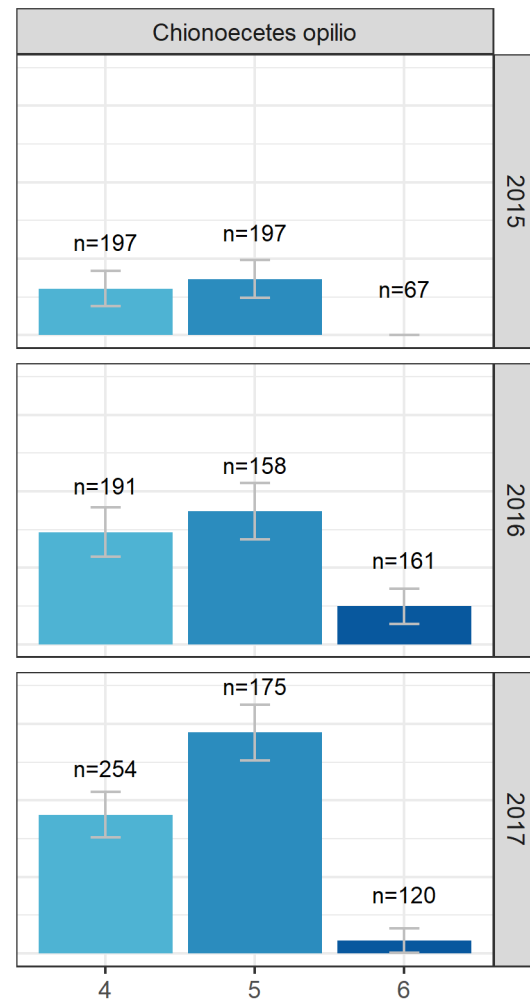 Chionoecetes opilio
2015
n=197
n=197
n=67
2016
n=191
n=158
n=161
2017
n=175
n=254
n=120
4 5 6